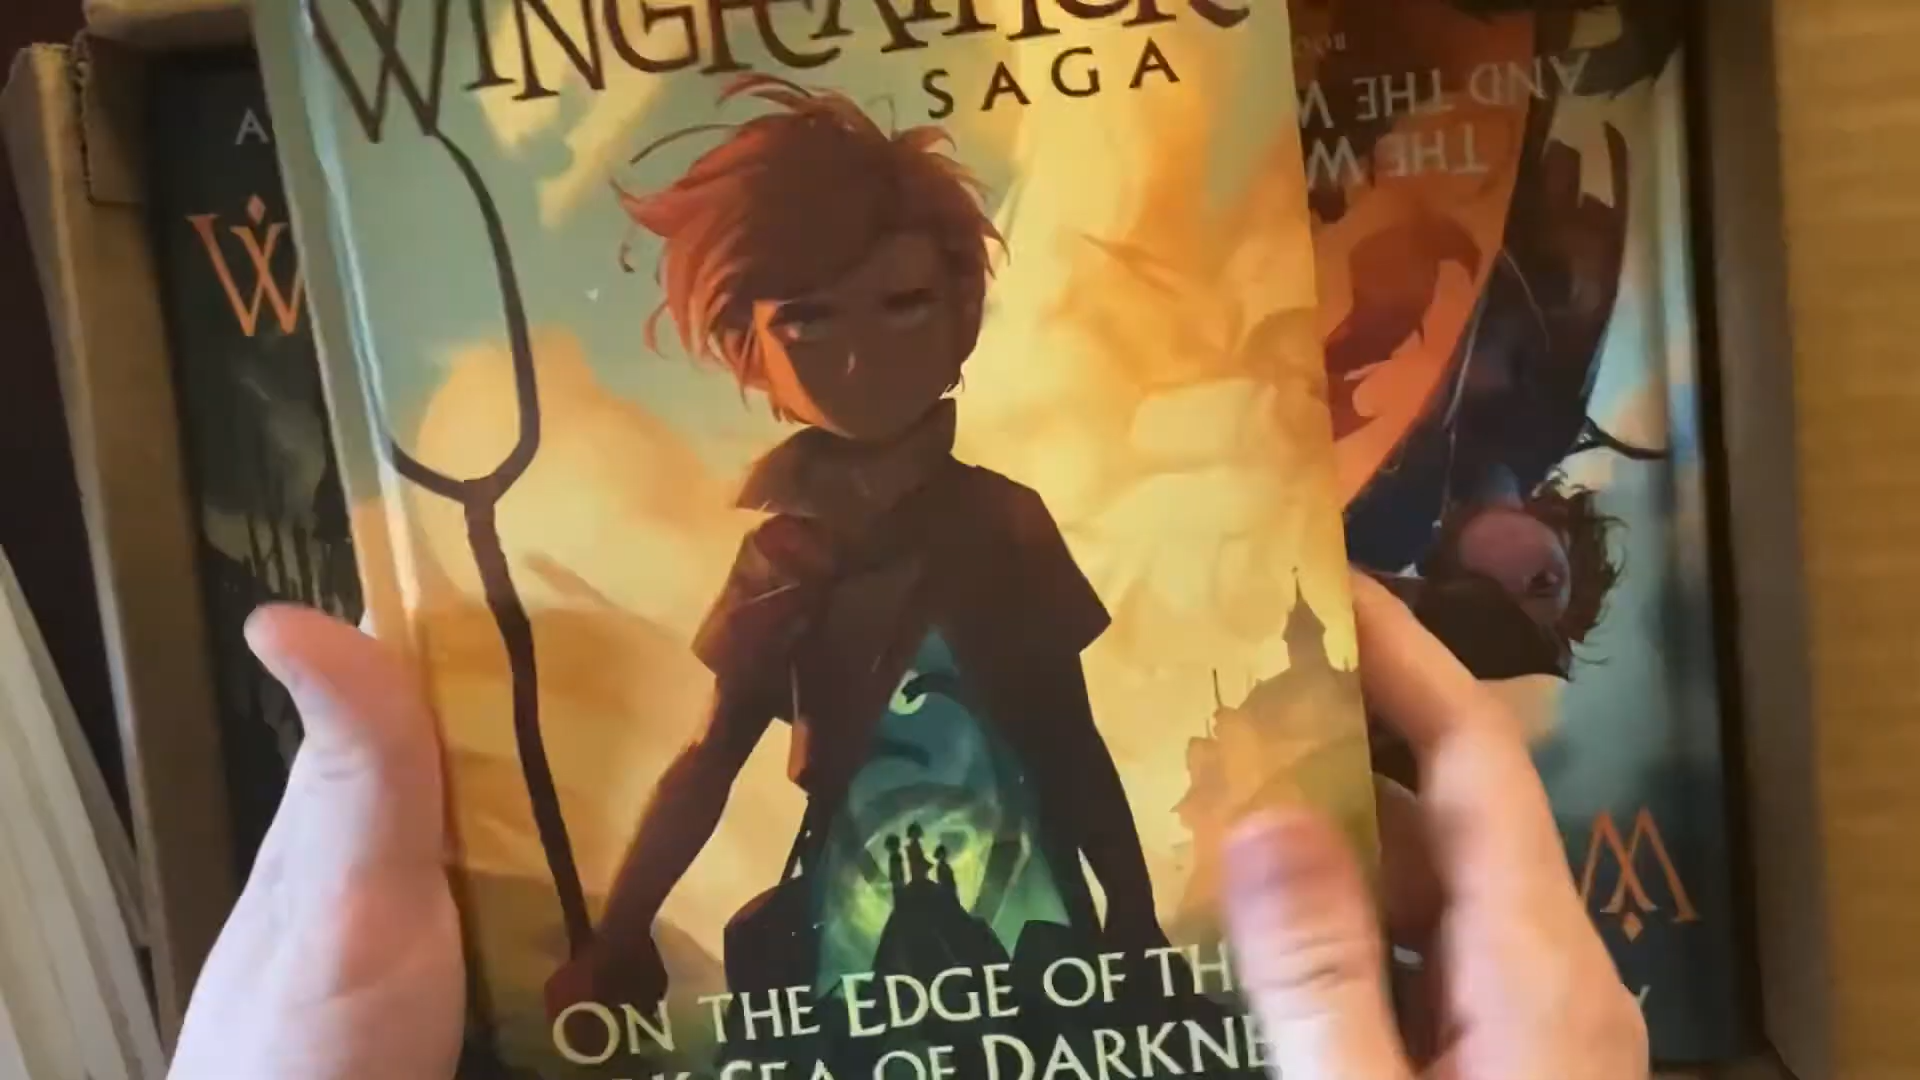 WINGFEATHER
SAGA
ON THE EDGE OF TH
SEA OF DARKNE
AND THE W
THE W
A
W
W